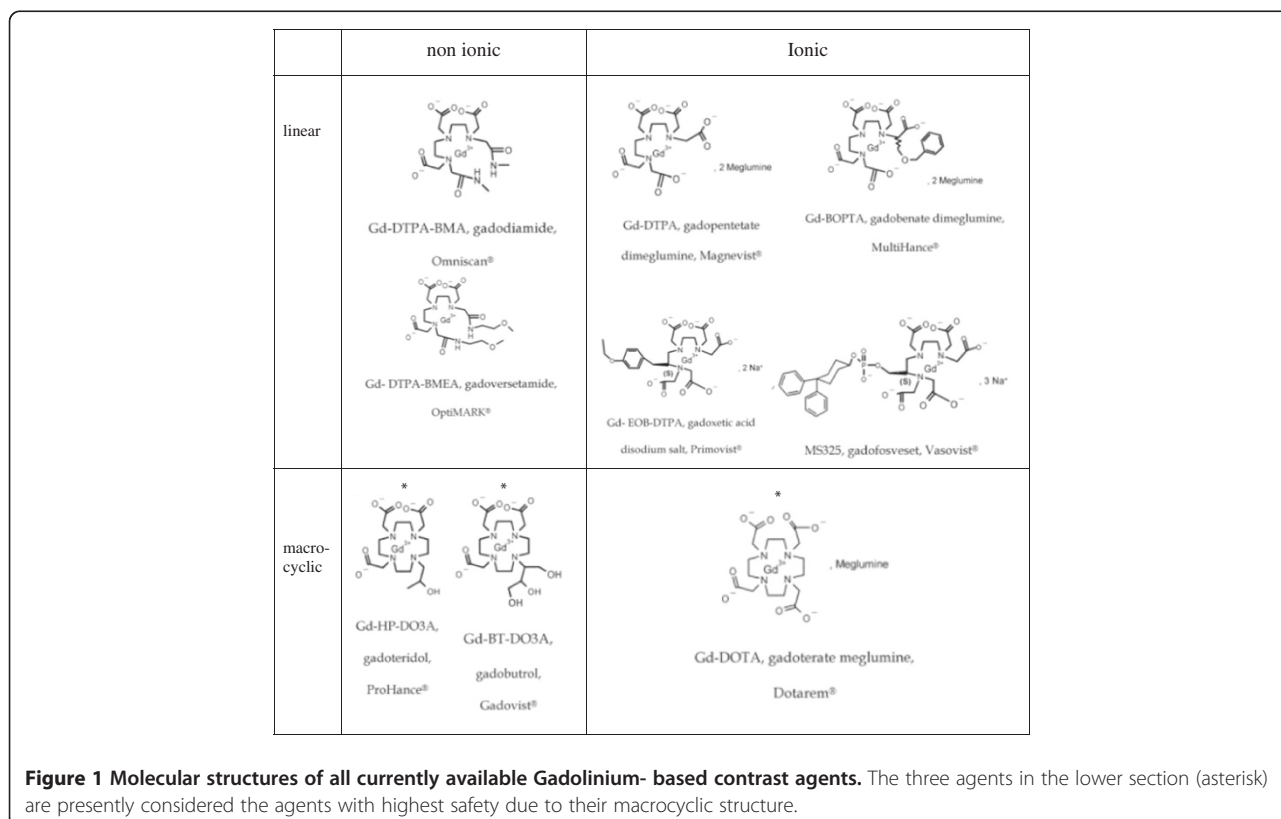 non ionic
Ionic
linear
Gd-DTPA-BMA, gadodiamide,
Omniscan®
Gd- DTPA-BMEA, gadoversetamide,
OptiMARK®
, 2 Meglumine
Gd-DTPA, gadopentetate
dimeglumine, Magnevist®
, 2 Meglumine
Gd-BOPTA, gadobenate dimeglumine,
MultiHance®
, 2 Na⁺
Gd- EOB-DTPA, gadoxetic acid
disodium salt, Primovist®
, 3 Na⁺
MS325, gadofosveset, Vasovist®
macro-
cyclic
*
Gd-HP-DO3A,
gadoteridol,
ProHance®
*
Gd-BT-DO3A,
gadobutrol,
Gadovist®
*
, Meglumine
Gd-DOTA, gadoterate meglumine,
Dotarem®
Figure 1 Molecular structures of all currently available Gadolinium- based contrast agents. The three agents in the lower section (asterisk)
are presently considered the agents with highest safety due to their macrocyclic structure.